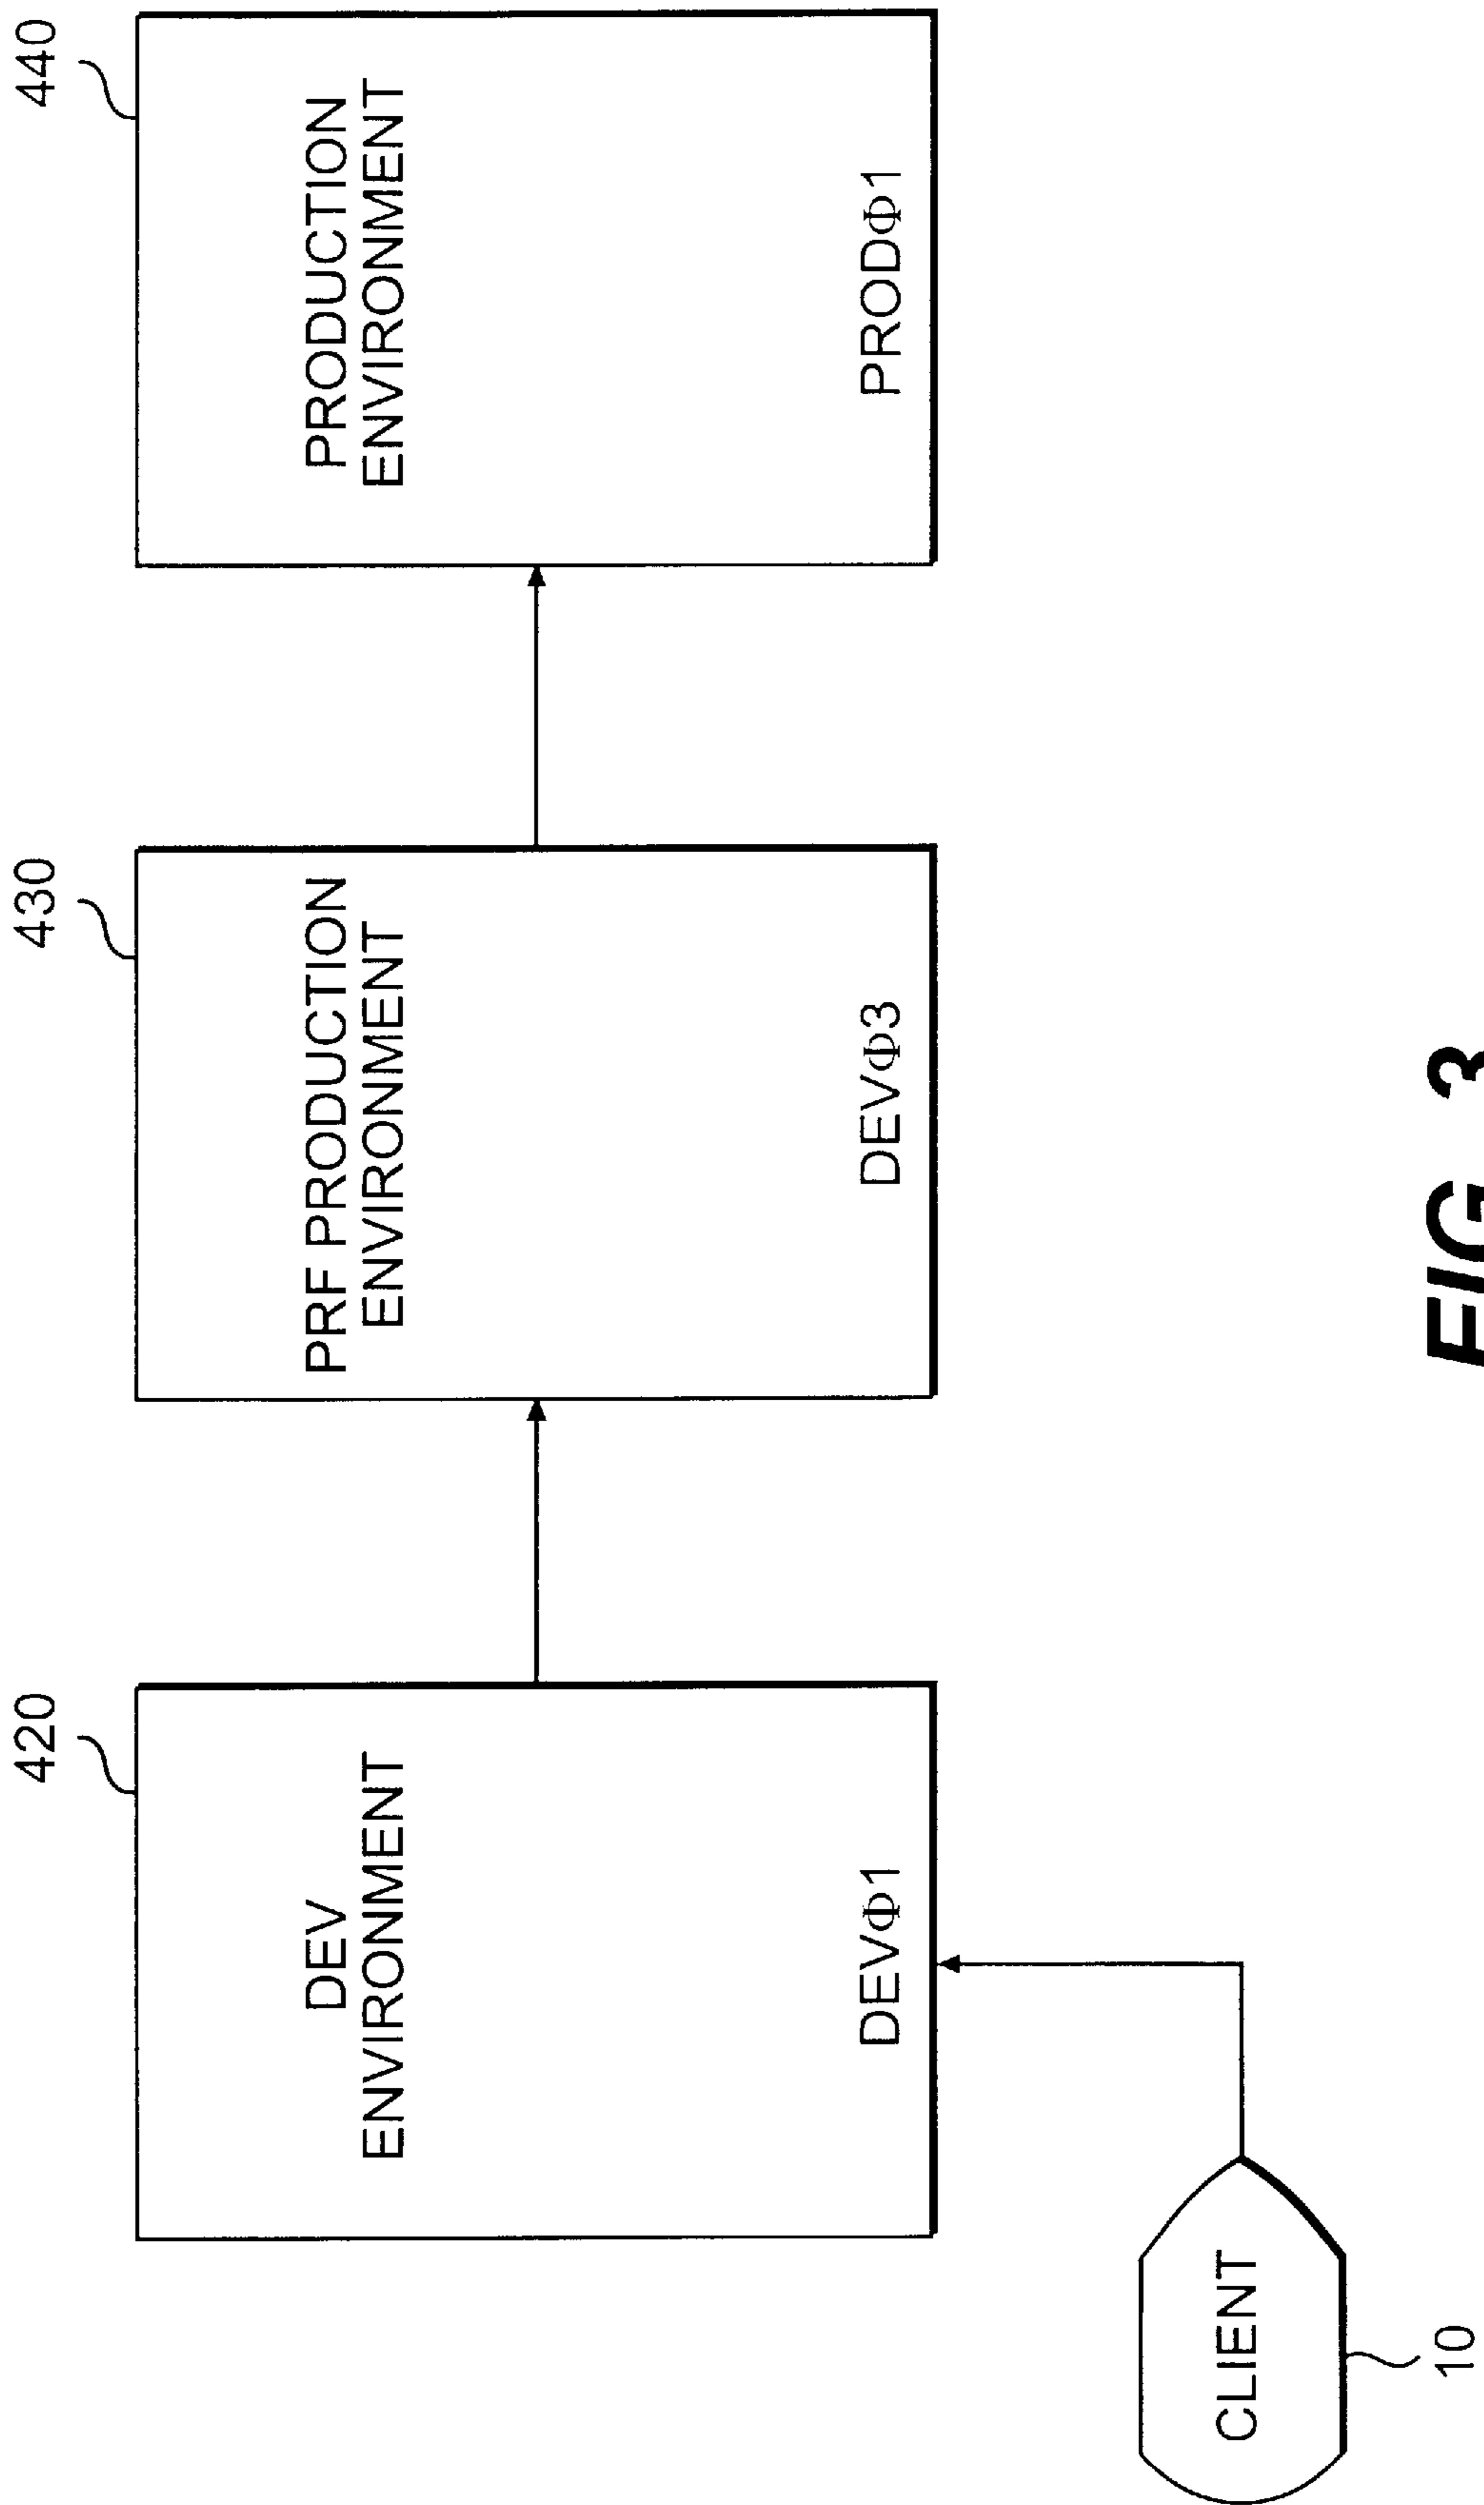 420
430
440
DEV
ENVIRONMENT
DEVΦ1
PRF PRODUCTION
ENVIRONMENT
DEVΦ3
PRODUCTION
ENVIRONMENT
PRODΦ1
CLIENT
10
FIG. 3